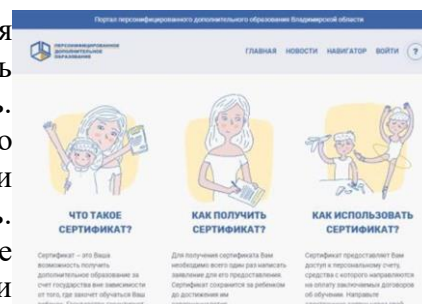 я
ь
.
о
и
.
е
и
Портал персонифицированного дополнительного образования Владимирской области
ПЕРСОНИФИЦИРОВАННОЕ
ДОПОЛНИТЕЛЬНОЕ
ОБРАЗОВАНИЕ
ГЛАВНАЯ НОВОСТИ НАВИГАТОР ВОЙТИ ?
ЧТО ТАКОЕ
СЕРТИФИКАТ?
Сертификат – это Ваша
возможность получить
дополнительное образование за
счет государства вне зависимости
от того, где захочет обучаться Ваш
КАК ПОЛУЧИТЬ
СЕРТИФИКАТ?
Для получения сертификата Вам
необходимо всего один раз написать
заявление для его предоставления.
Сертификат сохранится за ребенком
до достижения им
КАК ИСПОЛЬЗОВАТЬ
СЕРТИФИКАТ?
Сертификат предоставляет Вам
доступ к персональному счету,
средства с которого направляются
на оплату заключаемых договоров
об обучении. Направьте